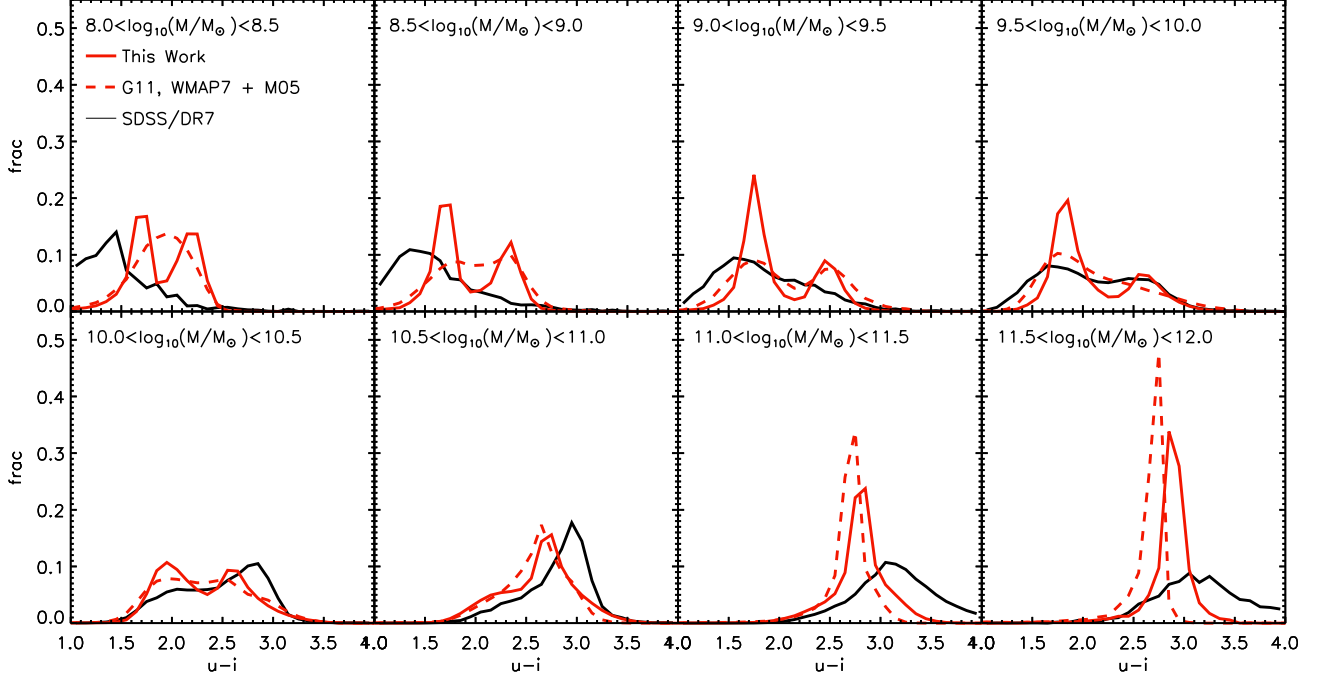 8.0<log₁₀(M/M☉)<8.5 8.5<log₁₀(M/M☉)<9.0 9.0<log₁₀(M/M☉)<9.5 9.5<log₁₀(M/M☉)<10.0
This Work
G11, WMAP7 + M05
SDSS/DR7
0.5
0.4
0.3
0.2
0.1
0.0
frac
10.0<log₁₀(M/M☉)<10.5 10.5<log₁₀(M/M☉)<11.0 11.0<log₁₀(M/M☉)<11.5 11.5<log₁₀(M/M☉)<12.0
0.5
0.4
0.3
0.2
0.1
0.0
frac
1.0 1.5 2.0 2.5 3.0 3.5 4.0 1.5 2.0 2.5 3.0 3.5 4.0 1.5 2.0 2.5 3.0 3.5 4.0 1.5 2.0 2.5 3.0 3.5 4.0
u-i u-i u-i u-i